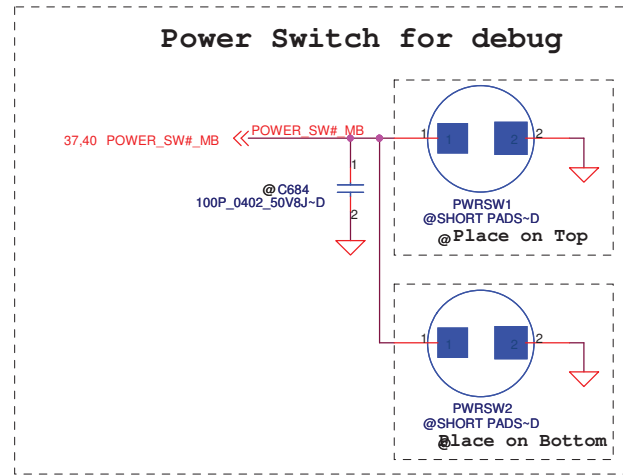 Power Switch for debug
37,40 POWER_SW#_MB
POWER_SW#_MB
1
1
2
2
1
2
@C684
100P_0402_50V8J~D
PWRSW1
@SHORT PADS~D
@Place on Top
1
1
2
2
PWRSW2
@SHORT PADS~D
@Place on Bottom